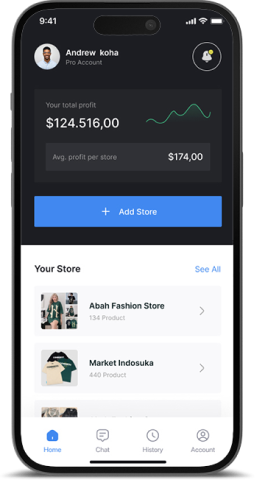 9:41
Andrew koha
Pro Account
Your total profit
$124.516,00
Avg. profit per store
$174,00
+ Add Store
Your Store
See All
Abah Fashion Store
134 Product
Market Indosuka
440 Product
Home
Chat
History
Account